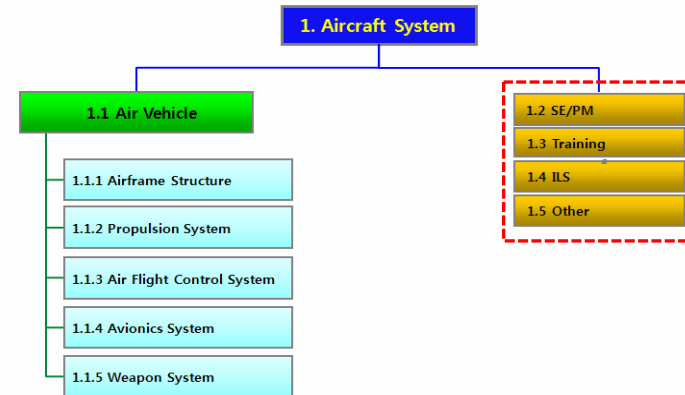 1. Aircraft System
1.1 Air Vehicle
1.1.1 Airframe Structure
1.1.2 Propulsion System
1.1.3 Air Flight Control System
1.1.4 Avionics System
1.1.5 Weapon System
1.2 SE/PM
1.3 Training
1.4 ILS
1.5 Other